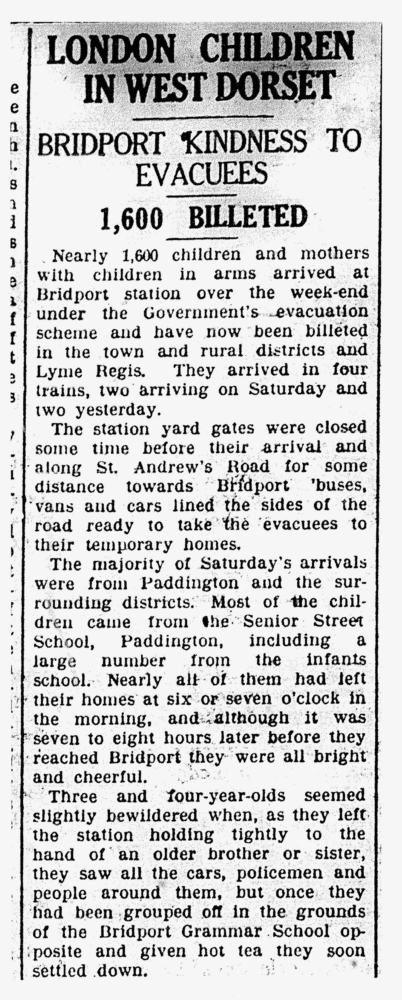 LONDON CHILDREN
IN WEST DORSET
BRIDPORT KINDNESS TO
EVACUEES
1,600 BILLETED
Nearly 1,600 children and mothers
with children in arms arrived at
Bridport station over the week-end
under the Government's evacuation
scheme and have now been billeted
in the town and rural districts and
Lyme Regis. They arrived in four
trains, two arriving on Saturday and
two yesterday.
The station yard gates were closed
some time before their arrival and
along St. Andrew's Road for some
distance towards Bridport 'buses,
vans and cars lined the sides of the
road ready to take the evacuees to
their temporary homes.
The majority of Saturday's arrivals
were from Paddington and the sur-
rounding districts. Most of the chil-
dren came from the Senior Street
School, Paddington, including a
large number from the infants
school. Nearly all of them had left
their homes at six or seven o'clock in
the morning, and although it was
seven to eight hours later before they
reached Bridport they were all bright
and cheerful.
Three and four-year-olds seemed
slightly bewildered when, as they left
the station holding tightly to the
hand of an older brother or sister,
they saw all the cars, policemen and
people around them, but once they
had been grouped off in the grounds
of the Bridport Grammar School op-
posite and given hot tea they soon
settled down.